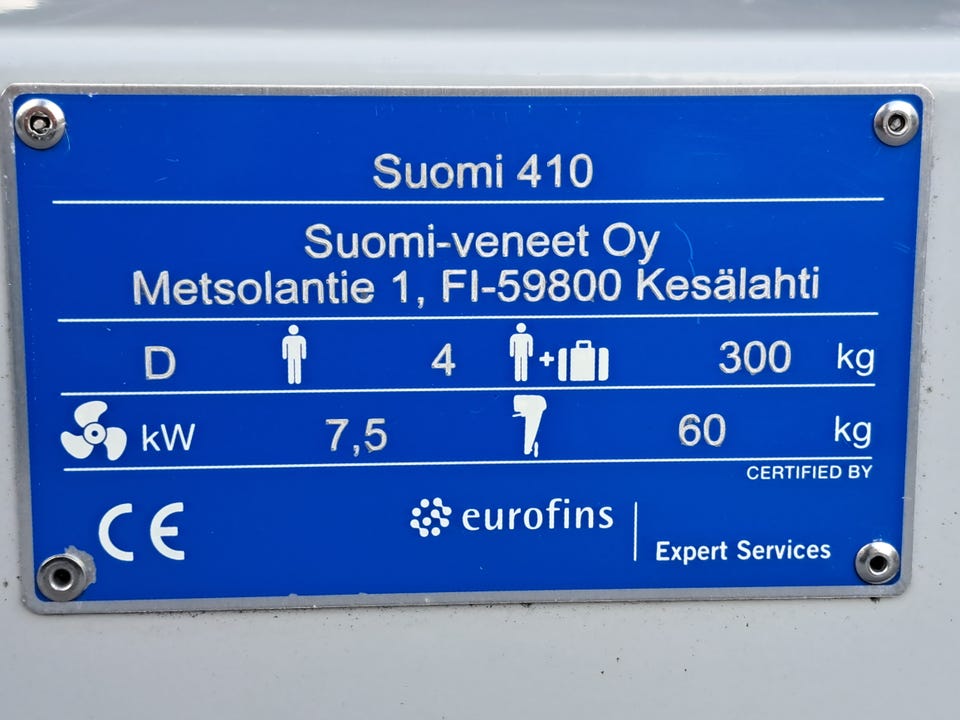 Suomi 410
Suomi-veneet Oy
Metsolantie 1, FI-59800 Kesälahti
D 4 + 300 kg
kW 7,5 60 kg
CERTIFIED BY
CE eurofins
Expert Services